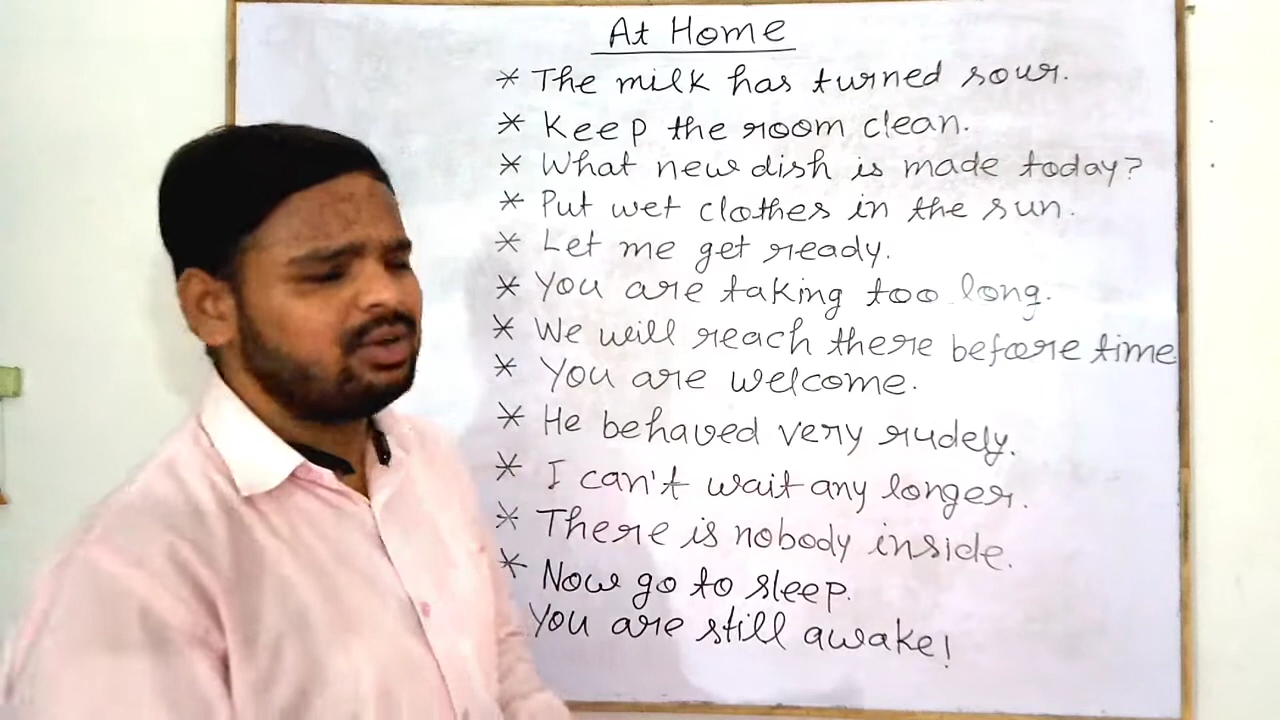 At Home
* The milk has turned sour.
* Keep the room clean.
* What new dish is made today?
* Put wet clothes in the sun.
* Let me get ready.
* You are taking too long.
* We will reach there before time
* You are welcome.
* He behaved very rudely.
* I can't wait any longer.
* There is nobody inside.
* Now go to sleep.
You are still awake!